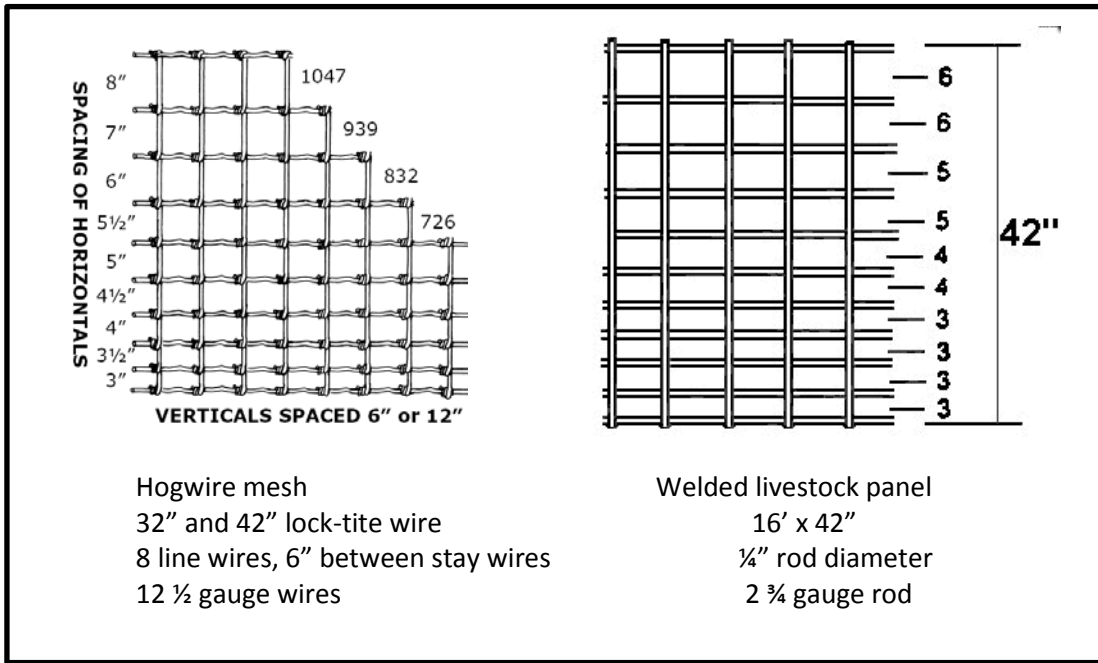 SPACING OF HORIZONTALS
8”
7”
6”
5½”
5”
4½”
4”
3½”
3”
1047
939
832
726
VERTICALS SPACED 6” or 12”
6
6
5
5
4
4
3
3
3
3
42"
Hogwire mesh
32” and 42” lock-tite wire
8 line wires, 6” between stay wires
12 ½ gauge wires
Welded livestock panel
16’ x 42”
¼” rod diameter
2 ¾ gauge rod